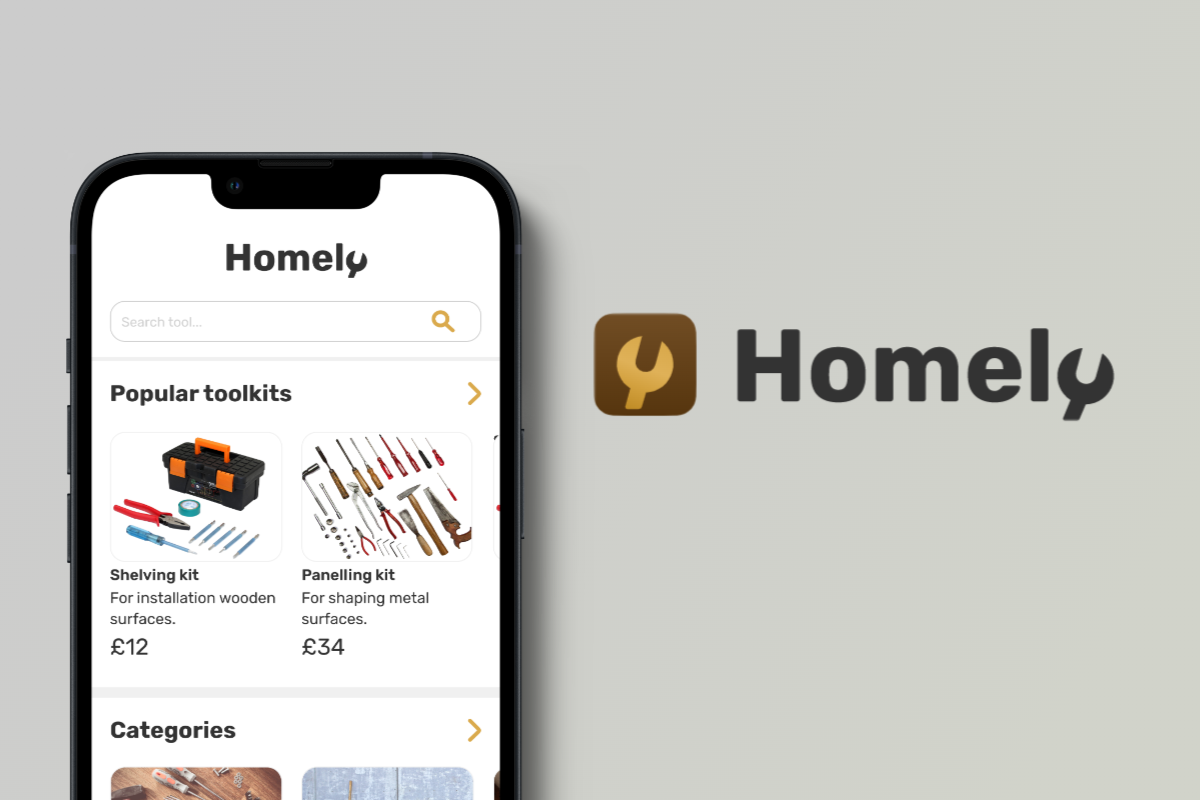 Homely
Search tool...
Popular toolkits
Shelving kit
For installation wooden
surfaces.
£12
Panelling kit
For shaping metal
surfaces.
£34
Categories
Homely